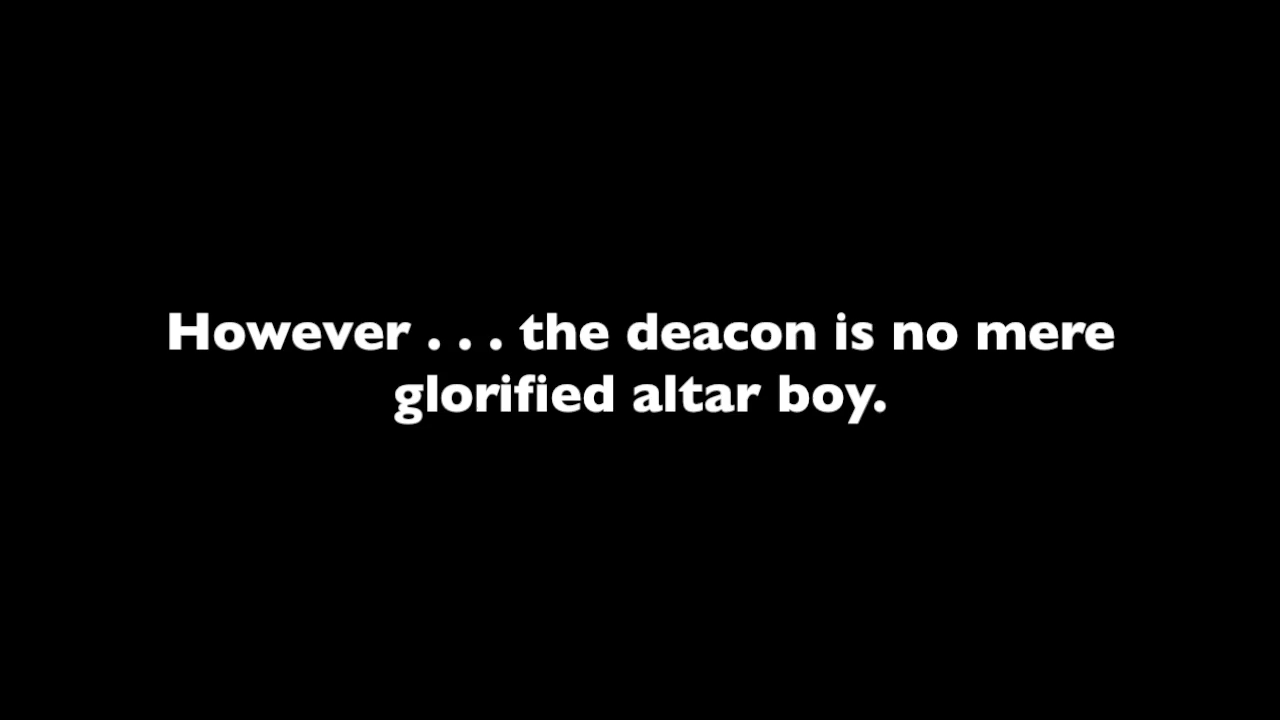 However . . . the deacon is no mere
glorified altar boy.